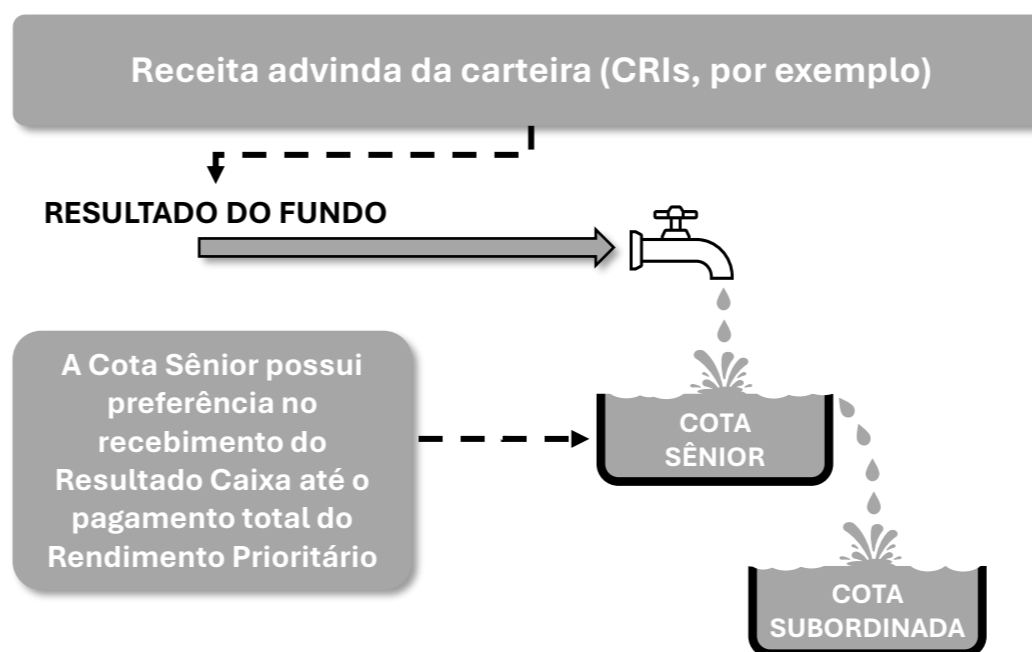 Receita advinda da carteira (CRIs, por exemplo)
RESULTADO DO FUNDO
A Cota Sênior possui
preferência no
recebimento do
Resultado Caixa até o
pagamento total do
Rendimento Prioritário
COTA
SÊNIOR
COTA
SUBORDINADA